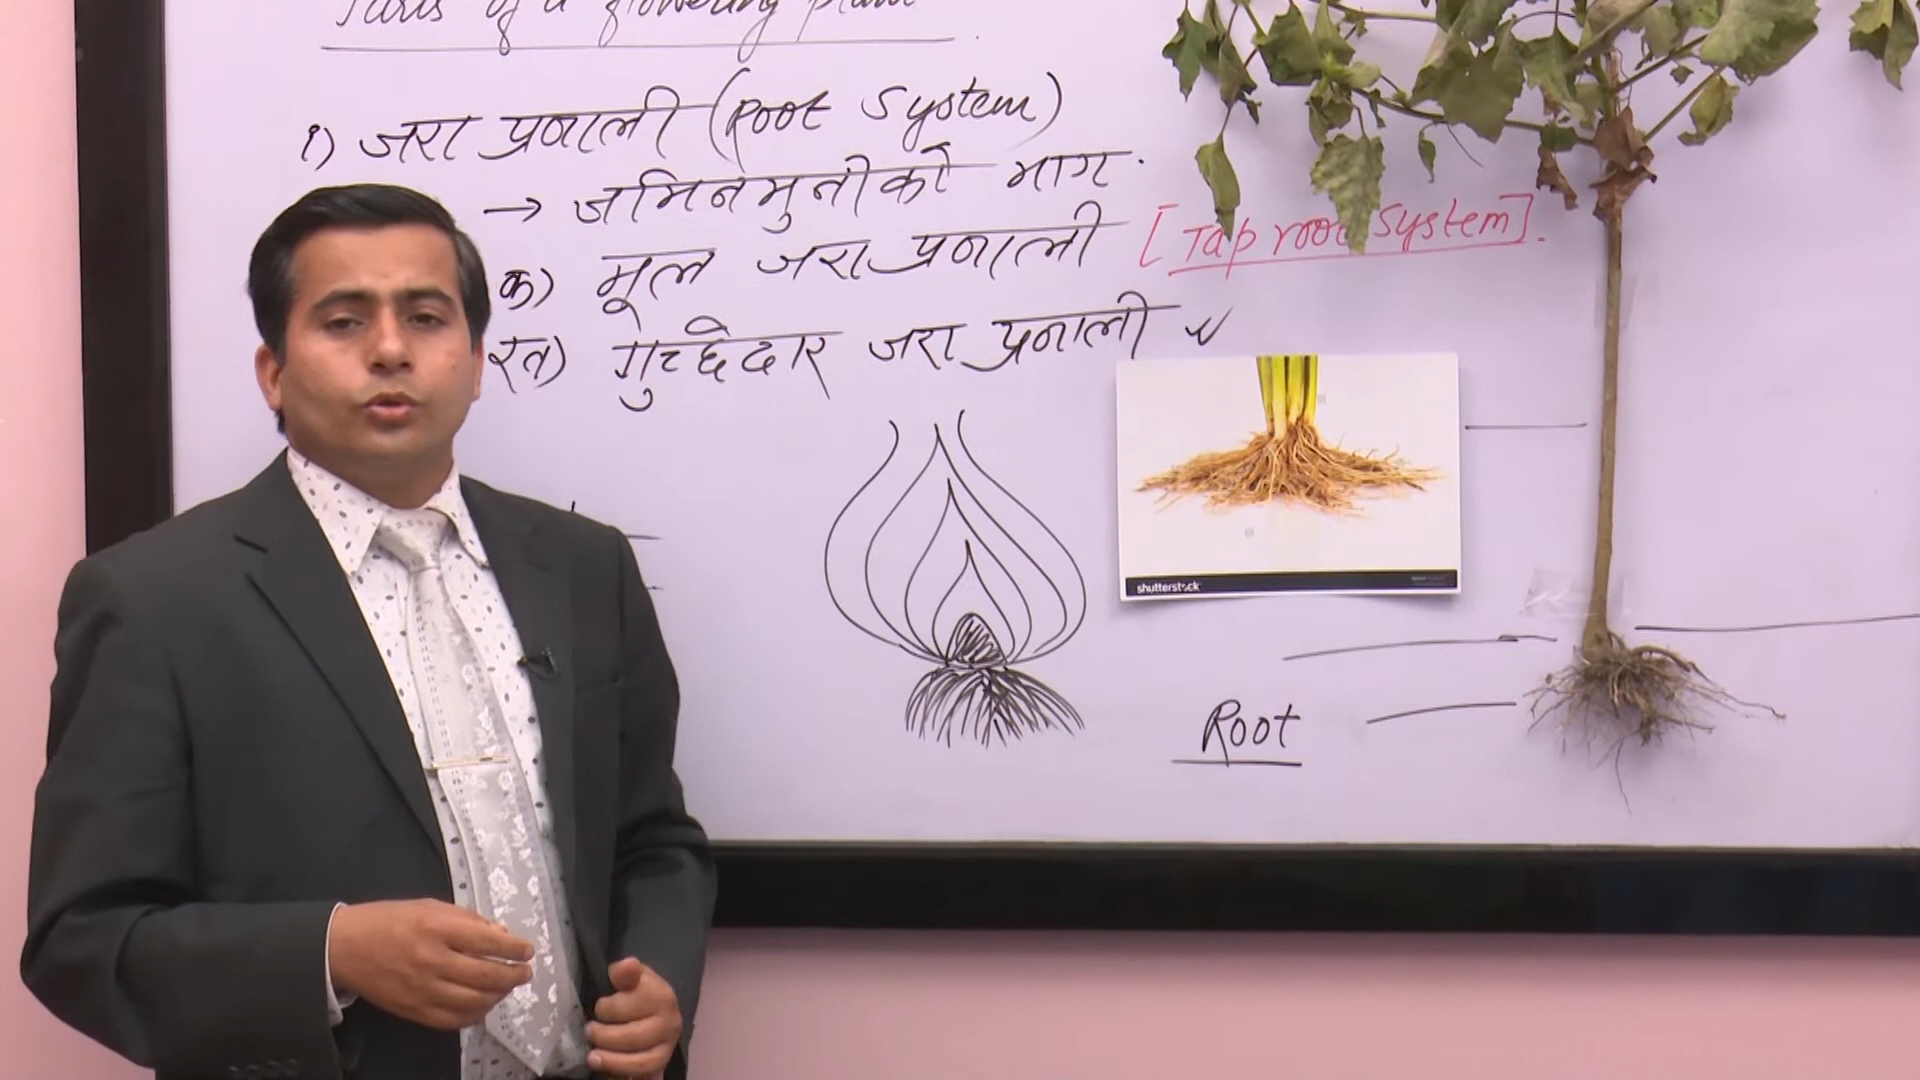 Parts of a flowering plant
१) जरा प्रणाली (Root System)
→ जमिनमुनीको भाग.
क) मूल जरा प्रणाली [Tap root System].
ख) गुच्छेदार जरा प्रणाली
shutterstock
Root